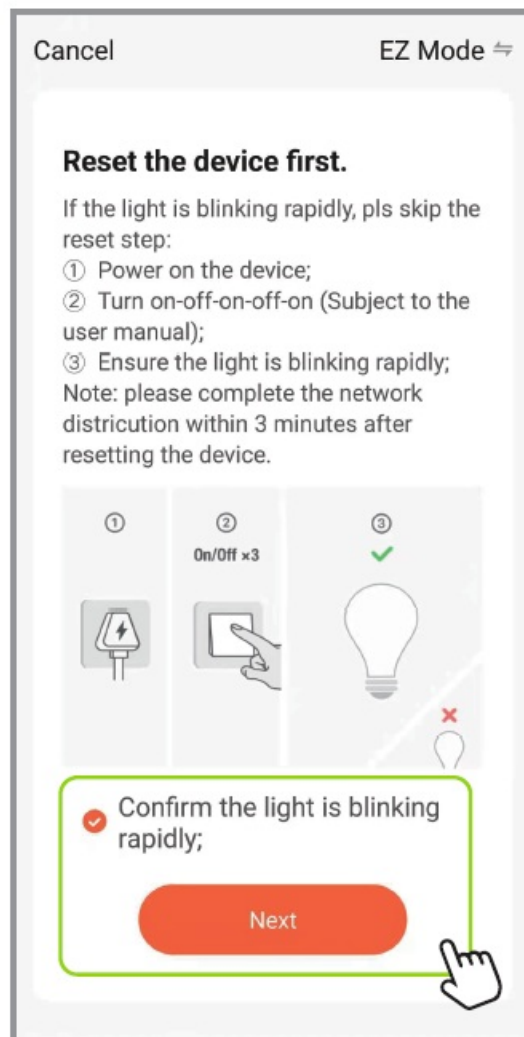 Cancel
EZ Mode ⇋
Reset the device first.
If the light is blinking rapidly, pls skip the
reset step:
① Power on the device;
② Turn on-off-on-off-on (Subject to the
user manual);
③ Ensure the light is blinking rapidly;
Note: please complete the network
districution within 3 minutes after
resetting the device.
①
②
③
On/Off ×3
Confirm the light is blinking
rapidly;
Next